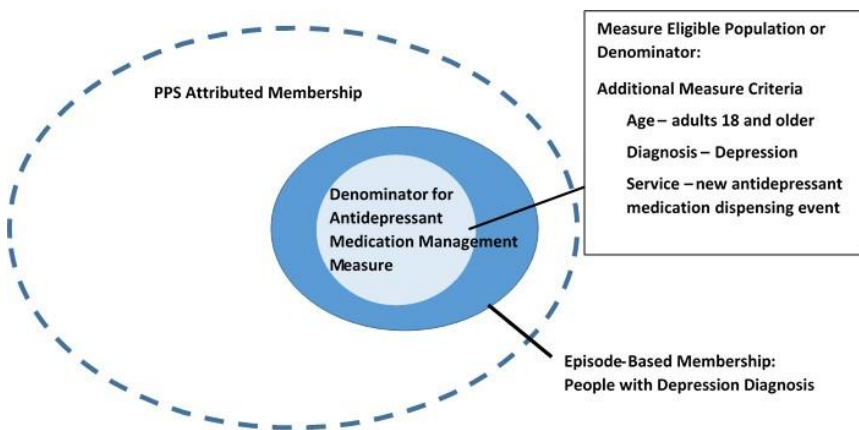 PPS Attributed Membership
Denominator for
Antidepressant
Medication Management
Measure
Measure Eligible Population or
Denominator:
Additional Measure Criteria
Age – adults 18 and older
Diagnosis – Depression
Service – new antidepressant
medication dispensing event
Episode-Based Membership:
People with Depression Diagnosis